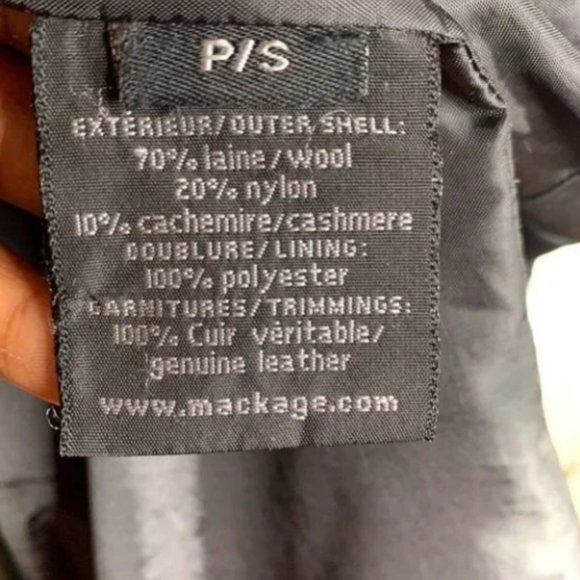 P/S
EXTÉRIEUR/OUTER SHELL:
70% laine/wool
20% nylon
10% cachemire/cashmere
DOUBLURE/LINING:
100% polyester
GARNITURES/TRIMMINGS:
100% Cuir véritable/
genuine leather
www.mackage.com